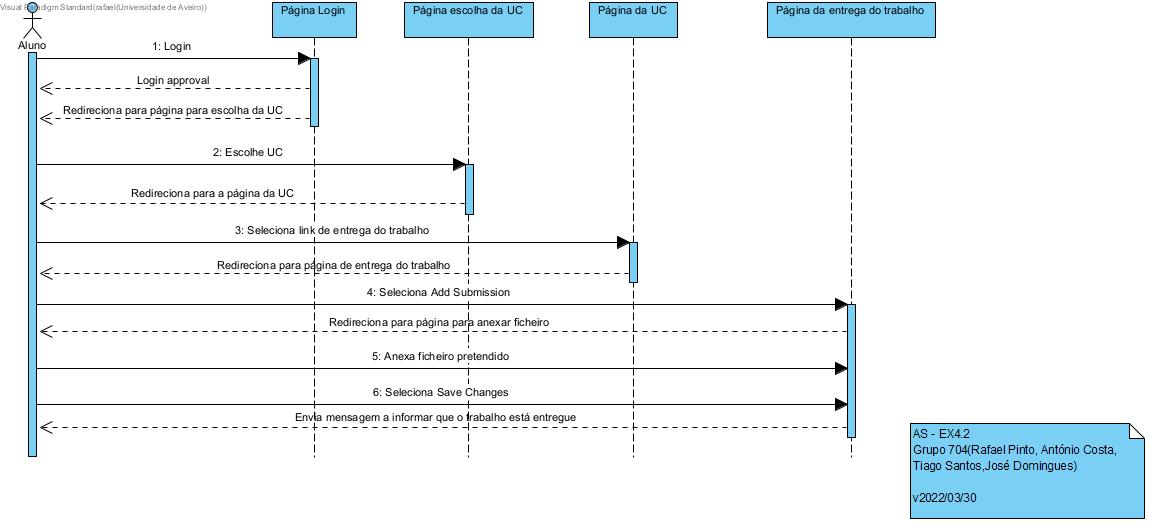 Visual Paradigm Standard(rafael(Universidade de Aveiro))
Aluno
Página Login
Página escolha da UC
Página da UC
Página da entrega do trabalho
1: Login
Login approval
Redireciona para página para escolha da UC
2: Escolhe UC
Redireciona para a página da UC
3: Seleciona link de entrega do trabalho
Redireciona para página de entrega do trabalho
4: Seleciona Add Submission
Redireciona para página para anexar ficheiro
5: Anexa ficheiro pretendido
6: Seleciona Save Changes
Envia mensagem a informar que o trabalho está entregue
AS - EX4.2
Grupo 704(Rafael Pinto, António Costa,
Tiago Santos,José Domingues)
v2022/03/30